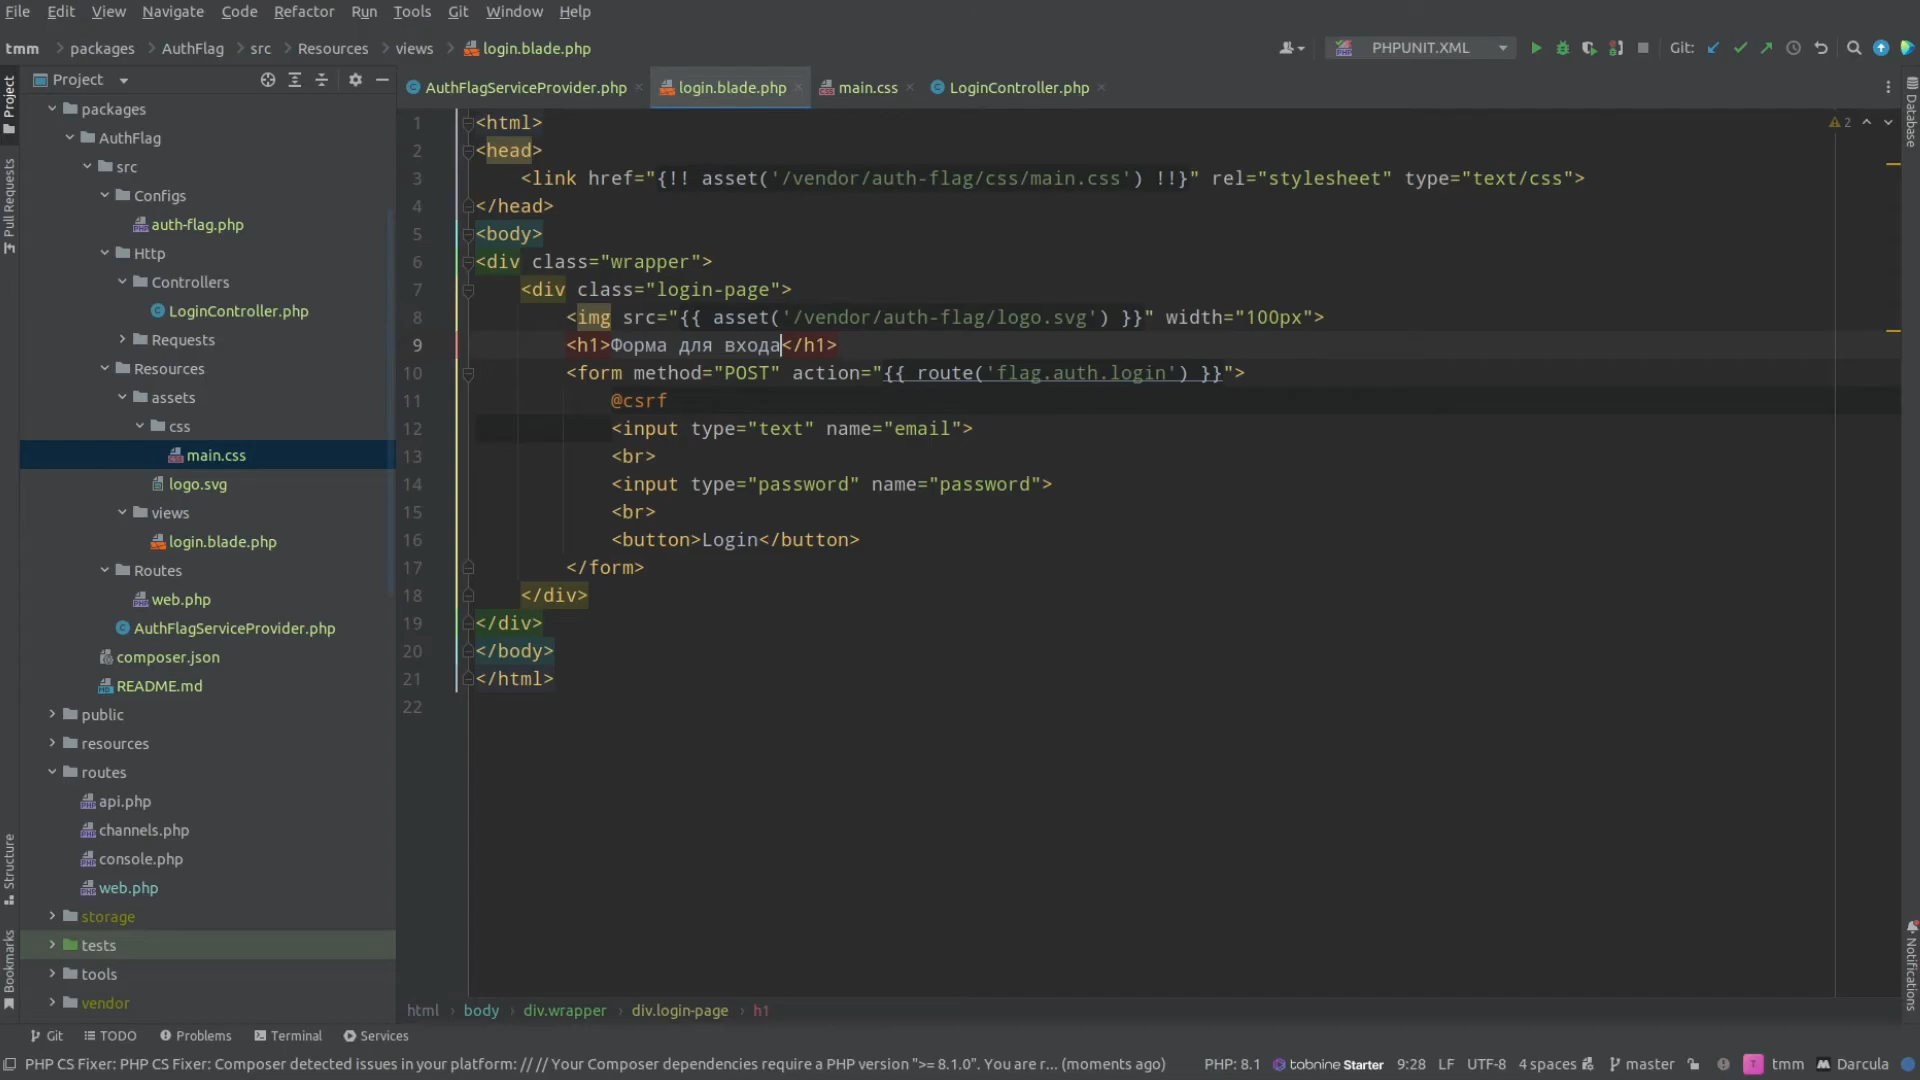 File Edit View Navigate Code Refactor Run Tools Git Window Help
tmm packages AuthFlag src Resources views login.blade.php PHPUNIT.XML Git:
Project
AuthFlagServiceProvider.php login.blade.php main.css LoginController.php
packages
AuthFlag
src
Configs
auth-flag.php
Http
Controllers
LoginController.php
Requests
Resources
assets
css
main.css
logo.svg
views
login.blade.php
Routes
web.php
AuthFlagServiceProvider.php
composer.json
README.md
public
resources
routes
api.php
channels.php
console.php
web.php
storage
tests
tools
vendor
1 <html>
2 <head>
3 <link href="{!! asset('/vendor/auth-flag/css/main.css') !!}" rel="stylesheet" type="text/css">
4 </head>
5 <body>
6 <div class="wrapper">
7 <div class="login-page">
8 <img src="{{ asset('/vendor/auth-flag/logo.svg') }}" width="100px">
9 <h1>Форма для входа</h1>
10 <form method="POST" action="{{ route('flag.auth.login') }}">
11 @csrf
12 <input type="text" name="email">
13 <br>
14 <input type="password" name="password">
15 <br>
16 <button>Login</button>
17 </form>
18 </div>
19 </div>
20 </body>
21 </html>
22
2
Project
Pull Requests
Structure
Bookmarks
Database
Notifications
html body div.wrapper div.login-page h1
Git TODO Problems Terminal Services
PHP CS Fixer: PHP CS Fixer: Composer detected issues in your platform: // // Your Composer dependencies require a PHP version ">= 8.1.0". You are r... (moments ago) PHP: 8.1 tabnine Starter 9:28 LF UTF-8 4 spaces master T tmm Darcula